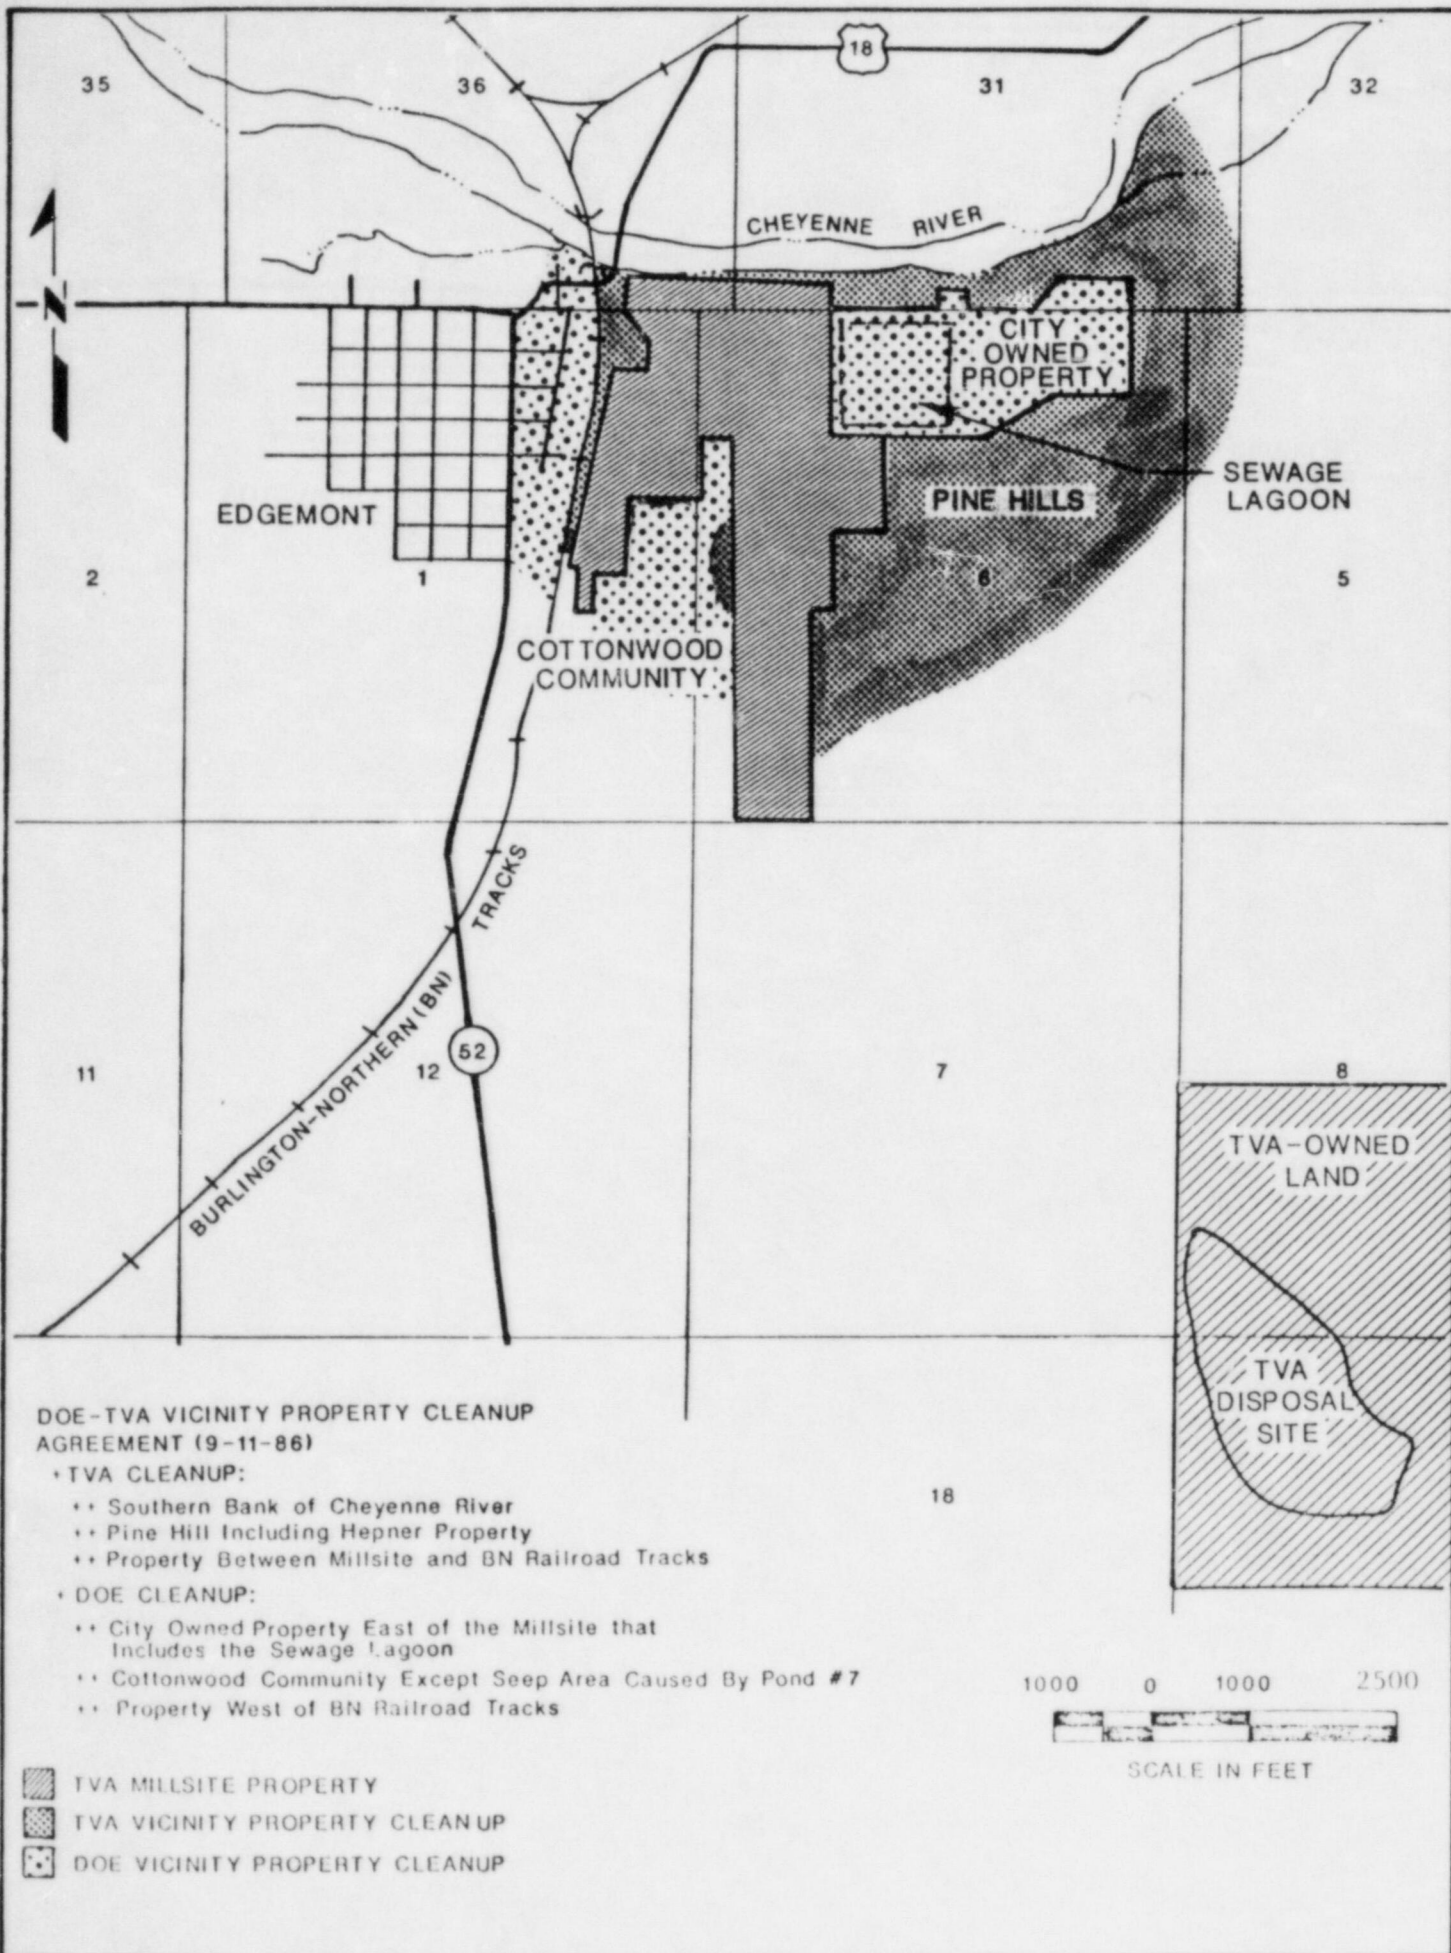 18
35
36
31
32
CHEYENNE RIVER
N
CITY
OWNED
PROPERTY
SEWAGE
LAGOON
EDGEMONT
PINE HILLS
2
1
6
5
COTTONWOOD
COMMUNITY
BURLINGTON-NORTHERN (BN) TRACKS
52
11
12
7
8
TVA-OWNED
LAND
TVA
DISPOSAL
SITE
18
DOE-TVA VICINITY PROPERTY CLEANUP
AGREEMENT (9-11-86)
• TVA CLEANUP:
•• Southern Bank of Cheyenne River
•• Pine Hill Including Hepner Property
•• Property Between Millsite and BN Railroad Tracks
• DOE CLEANUP:
•• City Owned Property East of the Millsite that
Includes the Sewage Lagoon
•• Cottonwood Community Except Seep Area Caused By Pond #7
•• Property West of BN Railroad Tracks
1000 0 1000 2500
SCALE IN FEET
TVA MILLSITE PROPERTY
TVA VICINITY PROPERTY CLEANUP
DOE VICINITY PROPERTY CLEANUP